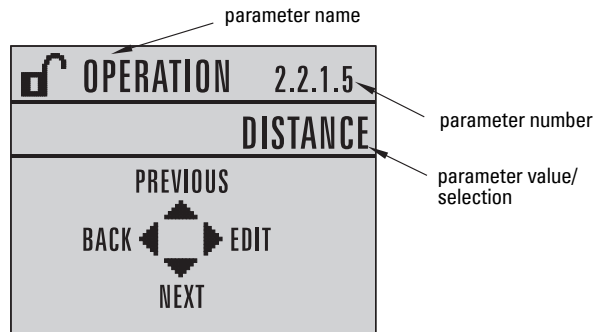 parameter name
OPERATION 2.2.1.5
parameter number
DISTANCE
parameter value/
selection
PREVIOUS
BACK EDIT
NEXT